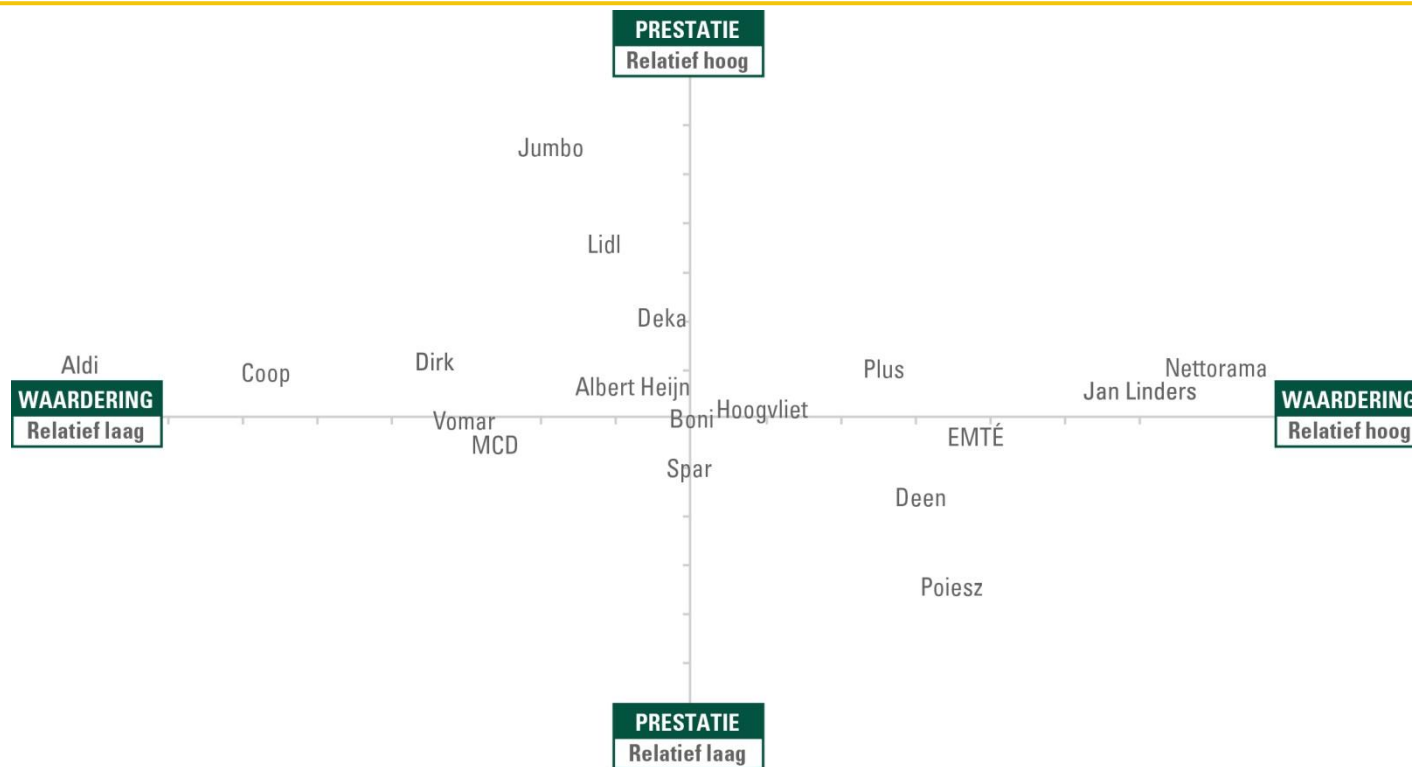 PRESTATIE
Relatief hoog
Jumbo
Lidl
Deka
Aldi
Coop
Dirk
Albert Heijn
Plus
Nettorama
Jan Linders
WAARDERING
Relatief laag
WAARDERING
Relatief hoog
Vomar
MCD
Boni
Hoogvliet
EMTÉ
Spar
Deen
Poiesz
PRESTATIE
Relatief laag